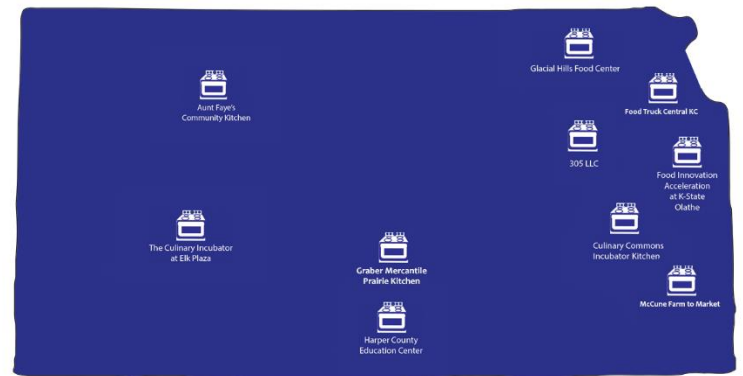 Glacial Hills Food Center
Aunt Faye's
Community Kitchen
Food Truck Central KC
305 LLC
Food Innovation
Acceleration
at K-State
Olathe
The Culinary Incubator
at Elk Plaza
Culinary Commons
Incubator Kitchen
Graber Mercantile
Prairie Kitchen
McCune Farm to Market
Harper County
Education Center